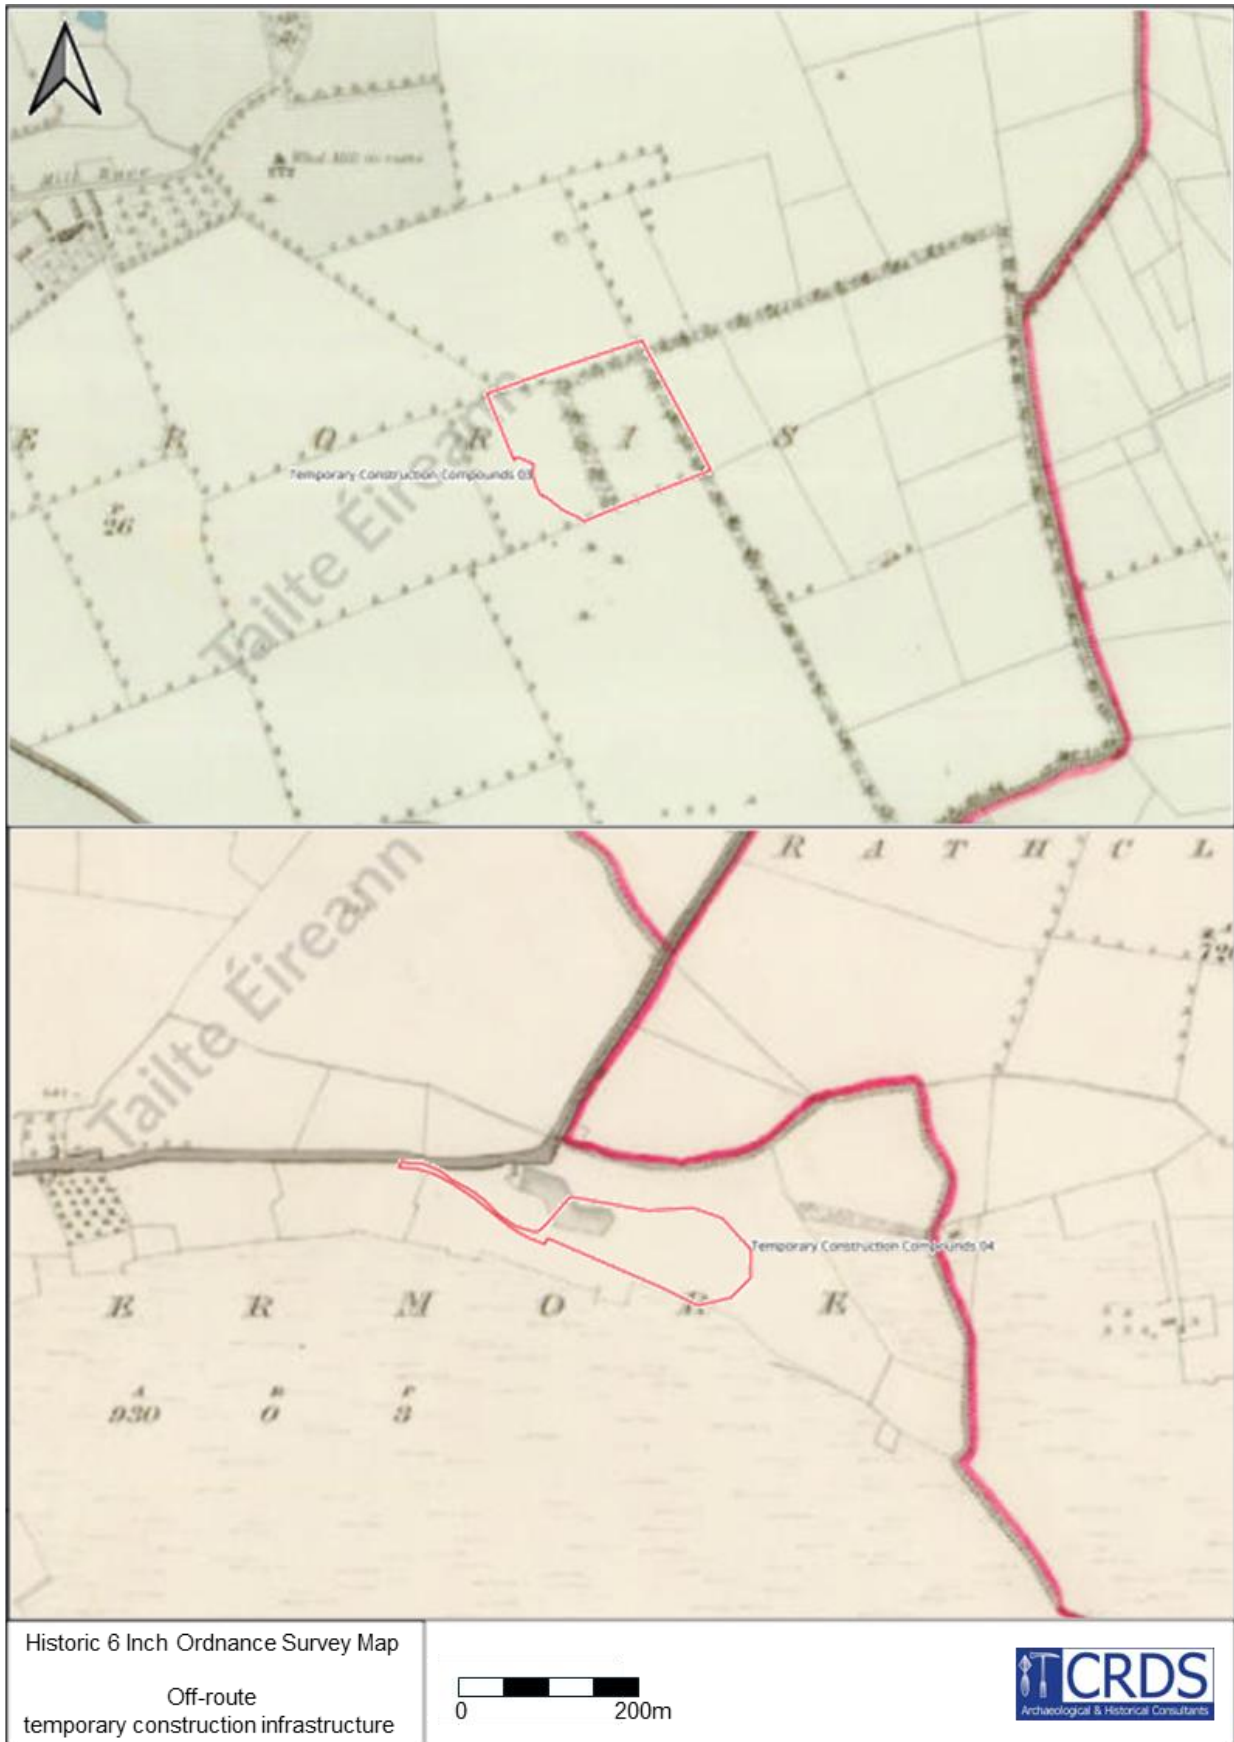 Mill Race
Wind Mill in ruins
E R O R I S
Temporary Construction Compounds 03
P
26
Tailte Éireann
R A T H C L
Tailte Éireann
Temporary Construction Compounds 04
E R M O R E
A R P
930 0 3
Historic 6 Inch Ordnance Survey Map
Off-route
temporary construction infrastructure
0 200m
CRDS
Archaeological & Historical Consultants